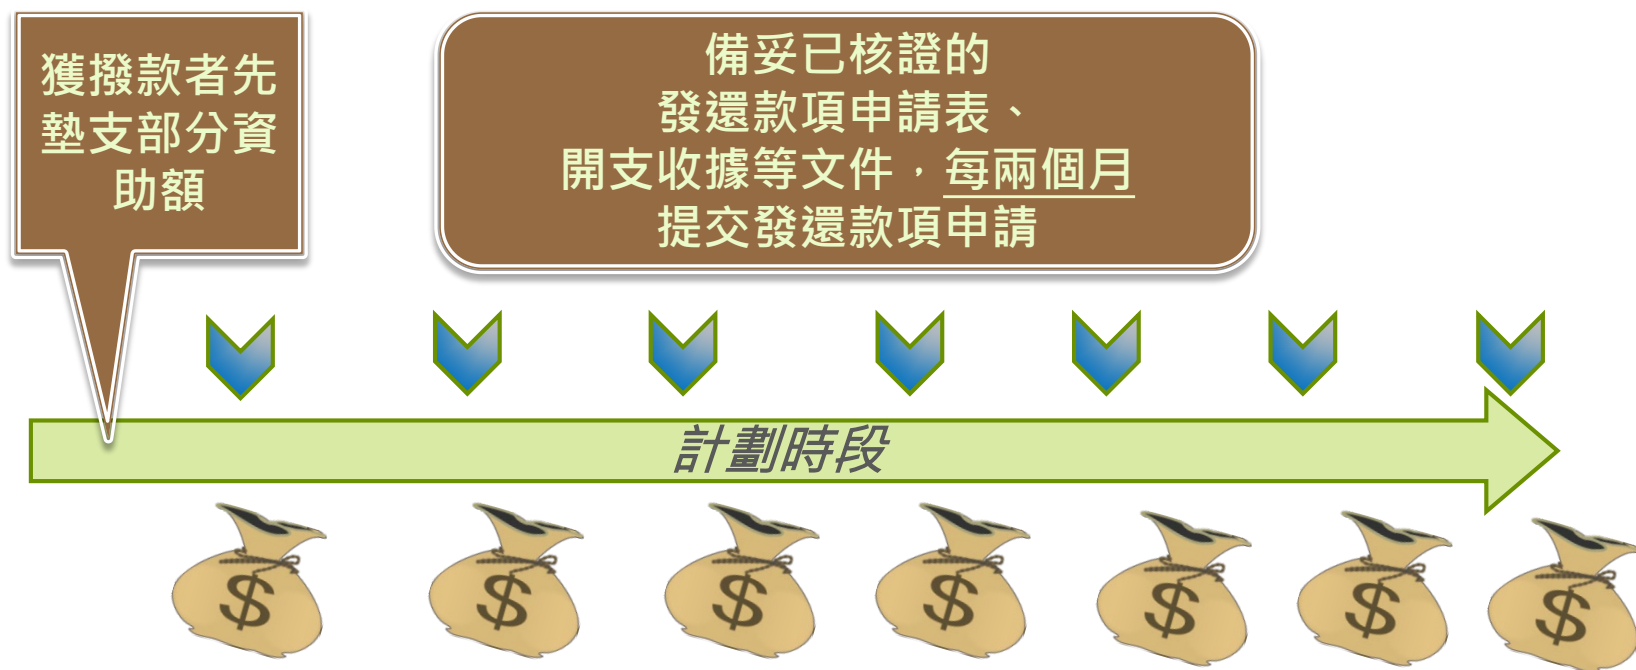 獲撥款者先
墊支部分資
助額
備妥已核證的
發還款項申請表、
開支收據等文件，每兩個月
提交發還款項申請
計劃時段
$
$
$
$
$
$
$